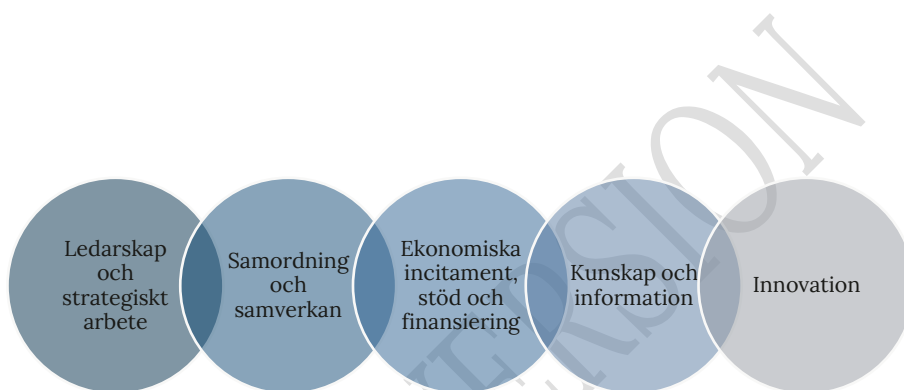 Ledarskap
och
strategiskt
arbete
Samordning
och
samverkan
Ekonomiska
incitament,
stöd och
finansiering
Kunskap och
information
Innovation